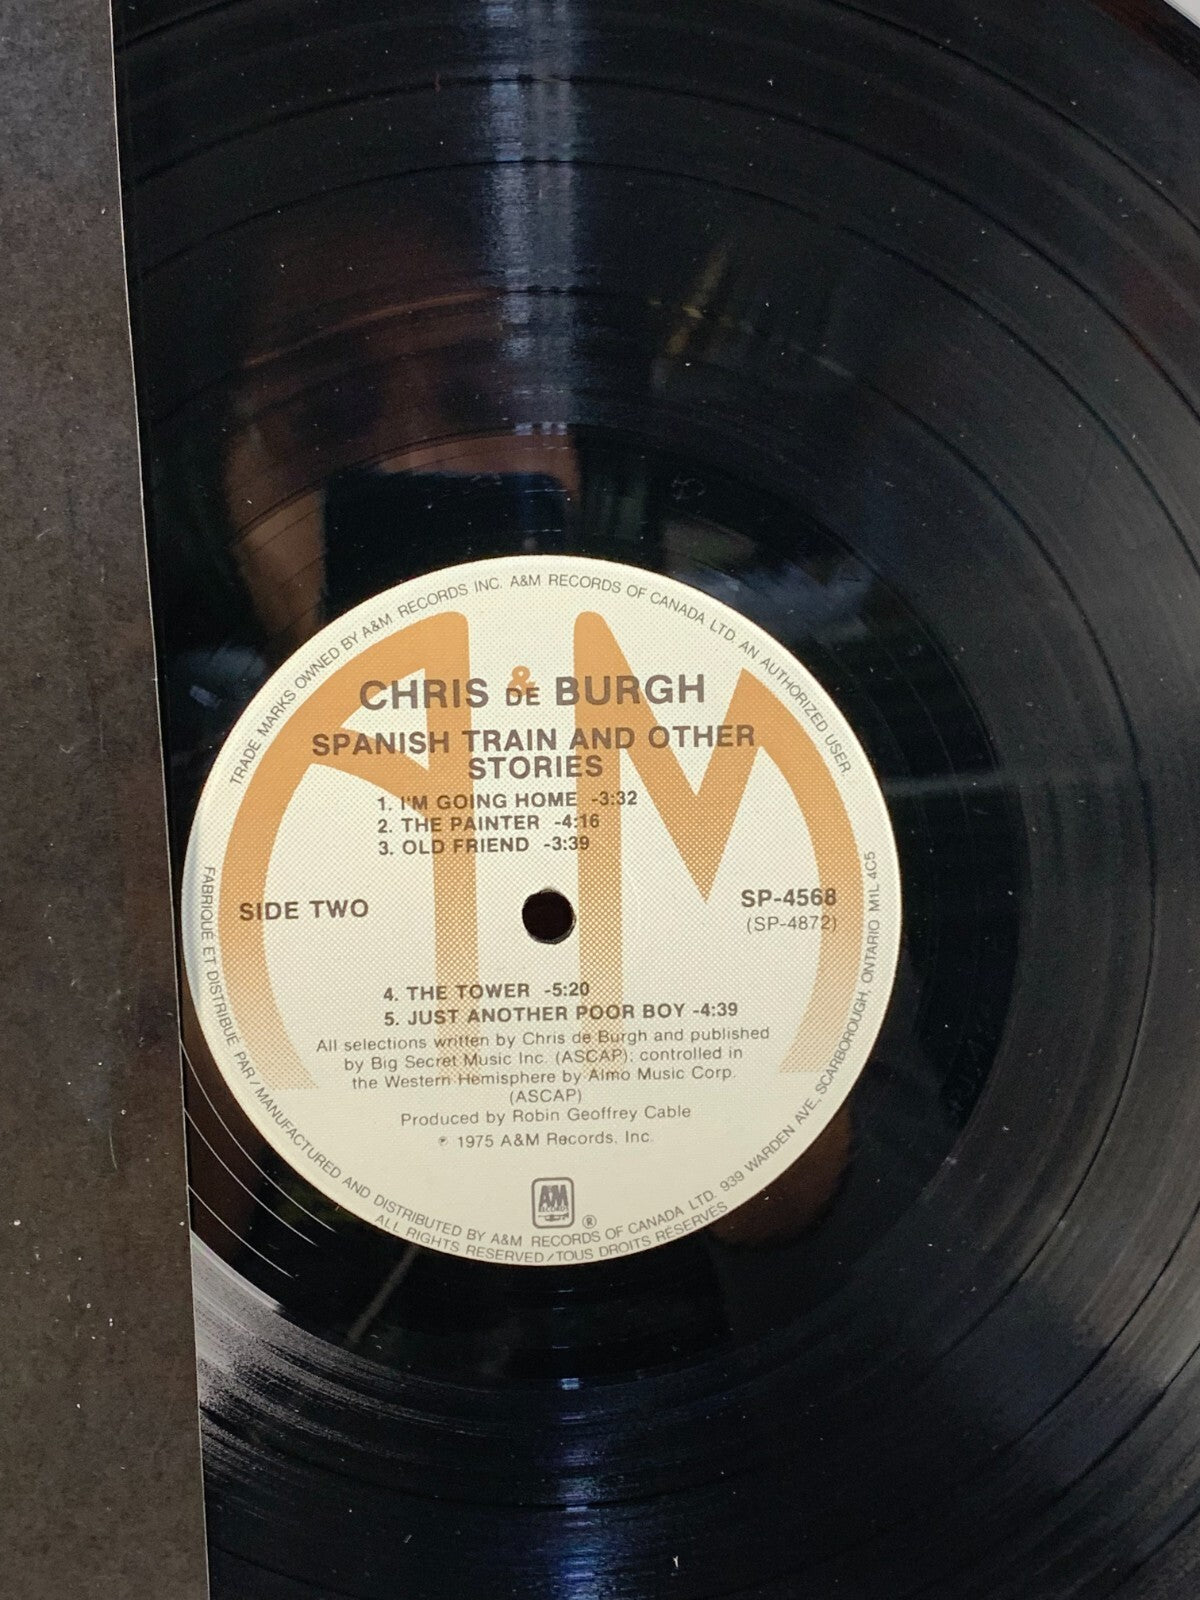 TRADE MARKS OWNED BY A&M RECORDS INC. A&M RECORDS OF CANADA LTD. AN AUTHORIZED USER
&
CHRIS DE BURGH
SPANISH TRAIN AND OTHER
STORIES
1. I'M GOING HOME -3:32
2. THE PAINTER -4:16
3. OLD FRIEND -3:39
SIDE TWO
SP-4568
(SP-4872)
4. THE TOWER -5:20
5. JUST ANOTHER POOR BOY -4:39
All selections written by Chris de Burgh and published
by Big Secret Music Inc. (ASCAP); controlled in
the Western Hemisphere by Almo Music Corp.
(ASCAP)
Produced by Robin Geoffrey Cable
℗ 1975 A&M Records, Inc.
A&M
RECORDS
®
FABRIQUÉ ET DISTRIBUÉ PAR / MANUFACTURED AND DISTRIBUTED BY A&M RECORDS OF CANADA LTD. 939 WARDEN AVE., SCARBOROUGH, ONTARIO M1L 4C5
ALL RIGHTS RESERVED/TOUS DROITS RÉSERVÉS